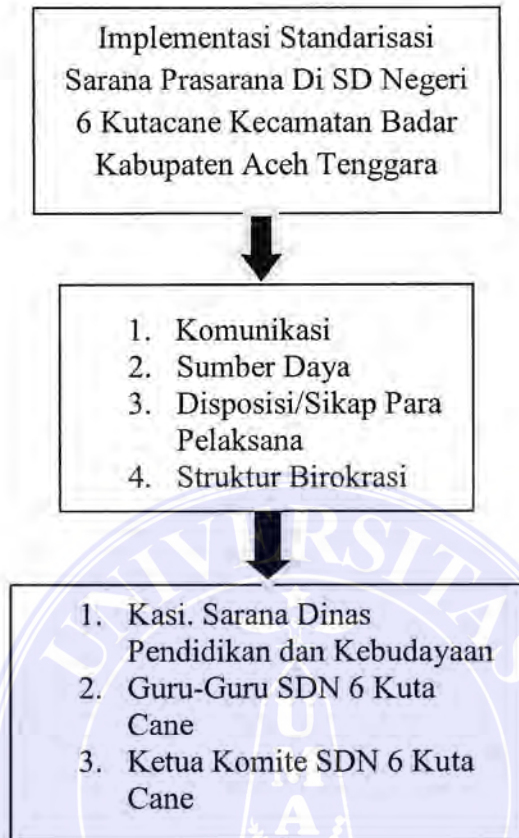 Implementasi Standarisasi
Sarana Prasarana Di SD Negeri
6 Kutacane Kecamatan Badar
Kabupaten Aceh Tenggara
1. Komunikasi
2. Sumber Daya
3. Disposisi/Sikap Para
Pelaksana
4. Struktur Birokrasi
UNIVERSITAS
1. Kasi. Sarana Dinas
Pendidikan dan Kebudayaan
2. Guru-Guru SDN 6 Kuta
Cane
3. Ketua Komite SDN 6 Kuta
Cane
UMA